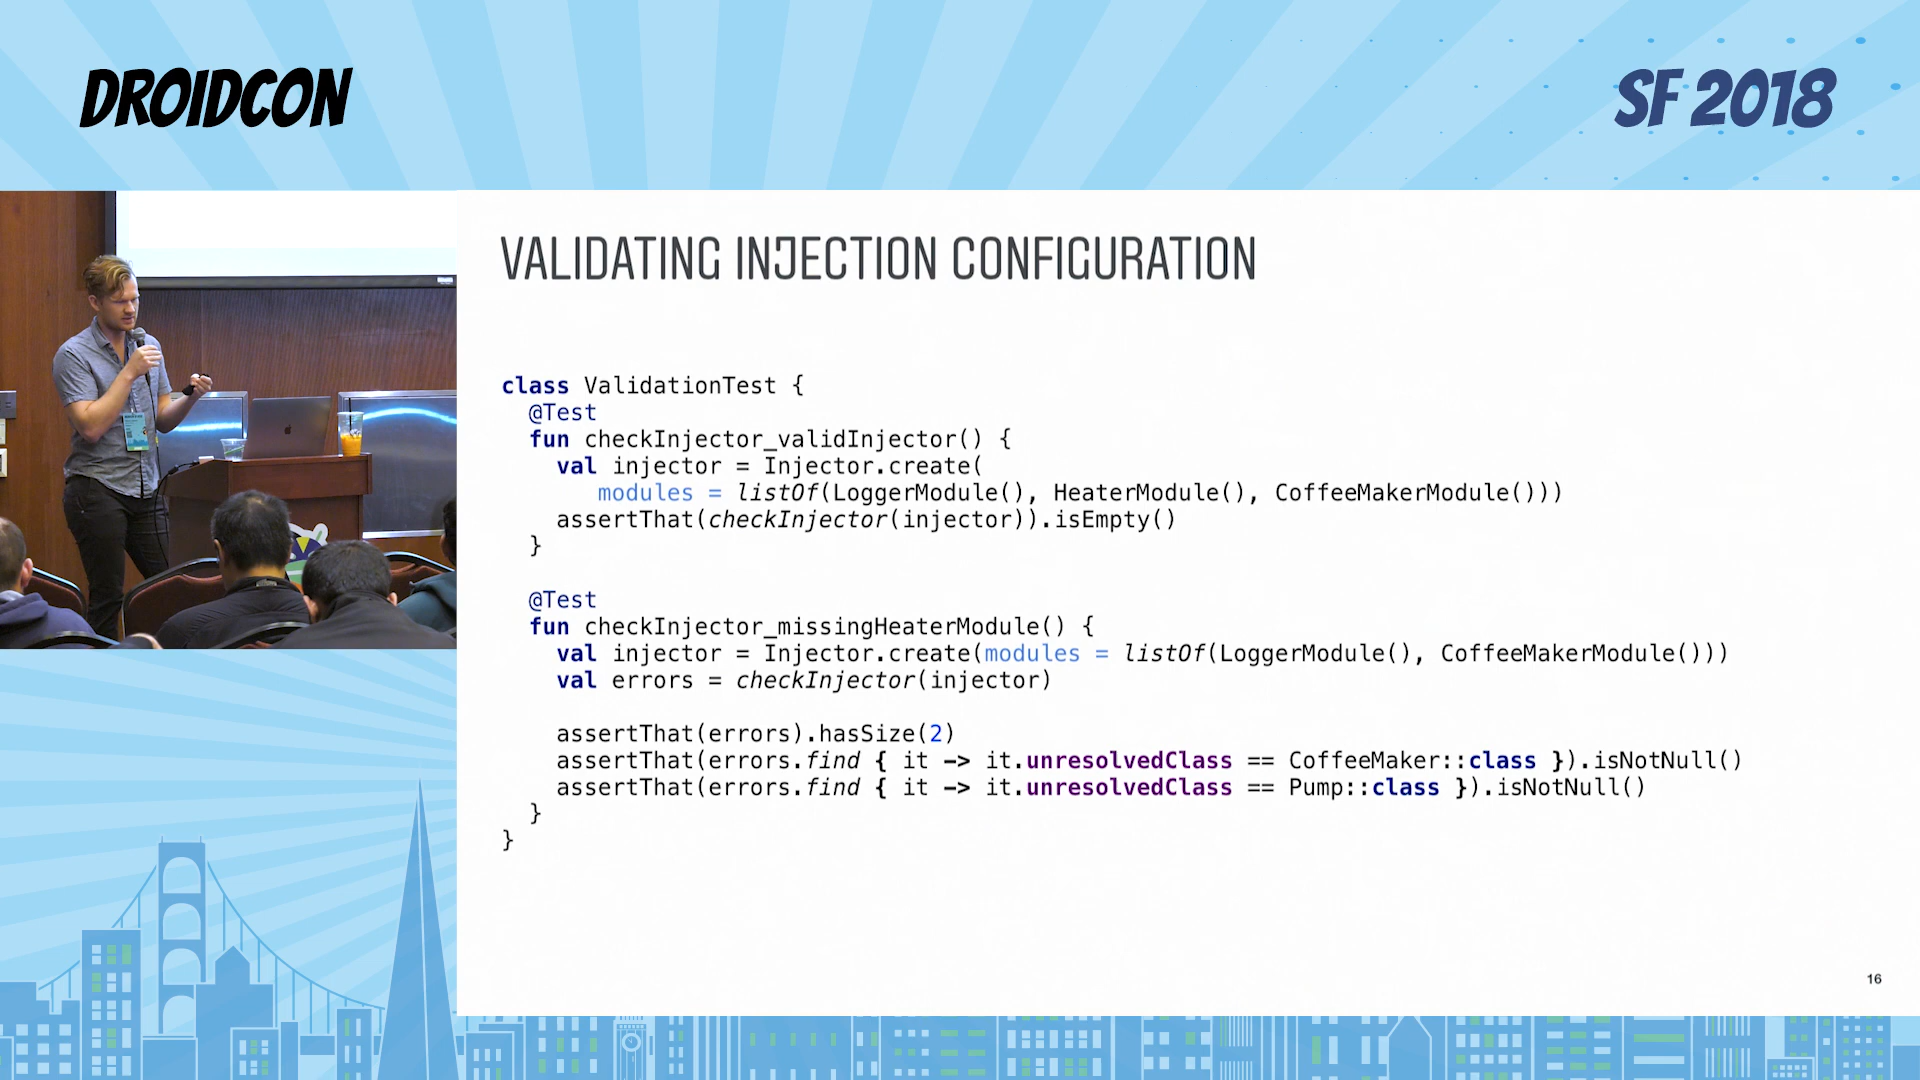 DROIDCON
SF 2018
VALIDATING INJECTION CONFIGURATION
class ValidationTest {
@Test
fun checkInjector_validInjector() {
val injector = Injector.create(
modules = listOf(LoggerModule(), HeaterModule(), CoffeeMakerModule()))
assertThat(checkInjector(injector)).isEmpty()
}
@Test
fun checkInjector_missingHeaterModule() {
val injector = Injector.create(modules = listOf(LoggerModule(), CoffeeMakerModule()))
val errors = checkInjector(injector)
assertThat(errors).hasSize(2)
assertThat(errors.find { it -> it.unresolvedClass == CoffeeMaker::class }).isNotNull()
assertThat(errors.find { it -> it.unresolvedClass == Pump::class }).isNotNull()
}
}
16